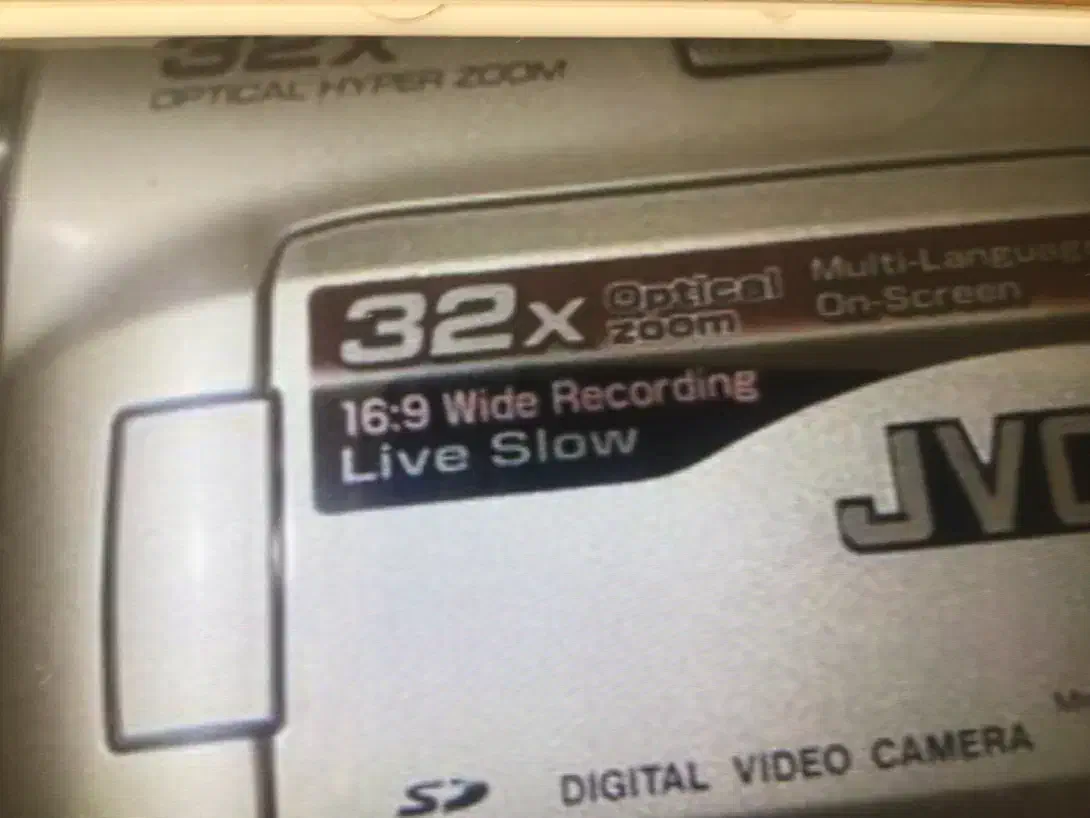 32x
OPTICAL HYPER ZOOM
32x Optical zoom
Multi-Language
On-Screen
16:9 Wide Recording
Live Slow
JVC
SD
DIGITAL VIDEO CAMERA